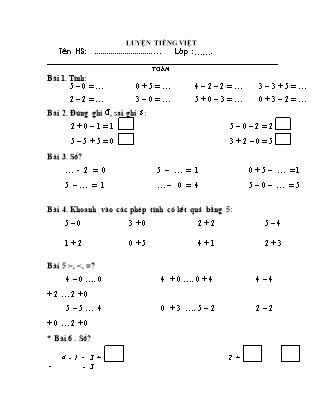 LUYỆN TIẾNG VIỆT
Tên HS: .............................. Lớp :.......
TOÁN
Bài 1. Tính:
5 – 0 = … 0 + 5 = … 4 – 2 – 2 = … 3 – 3 + 5 = …
2 – 2 = … 3 – 0 = … 5 + 0 – 3 = … 0 + 3 – 2 = …
Bài 2. Đúng ghi đ, sai ghi s:
2 + 0 – 1 = 1 5 – 0 – 2 = 2
5 – 5 + 5 = 0 3 + 2 – 0 = 5
Bài 3. Số?
… - 2 = 0 5 – … = 1 0 + 5 – … = 1
5 – … = 1 … - 0 = 4 5 – 0 – … = 5
Bài 4. Khoanh vào các phép tính có kết quả bằng 5:
5 – 0 3 + 0 2 + 2 5 – 4
1 + 2 0 + 5 4 + 1 2 + 3
Bài 5 >, <, =?
4 – 0 …. 0 4 + 0 …. 0 + 4 4 – 4
+ 2 …. 2 + 0
5 – 5 …. 4 0 + 3 …. 5 – 2 2 – 2
+ 0 …. 2 + 0
* Bài 6 . Số?